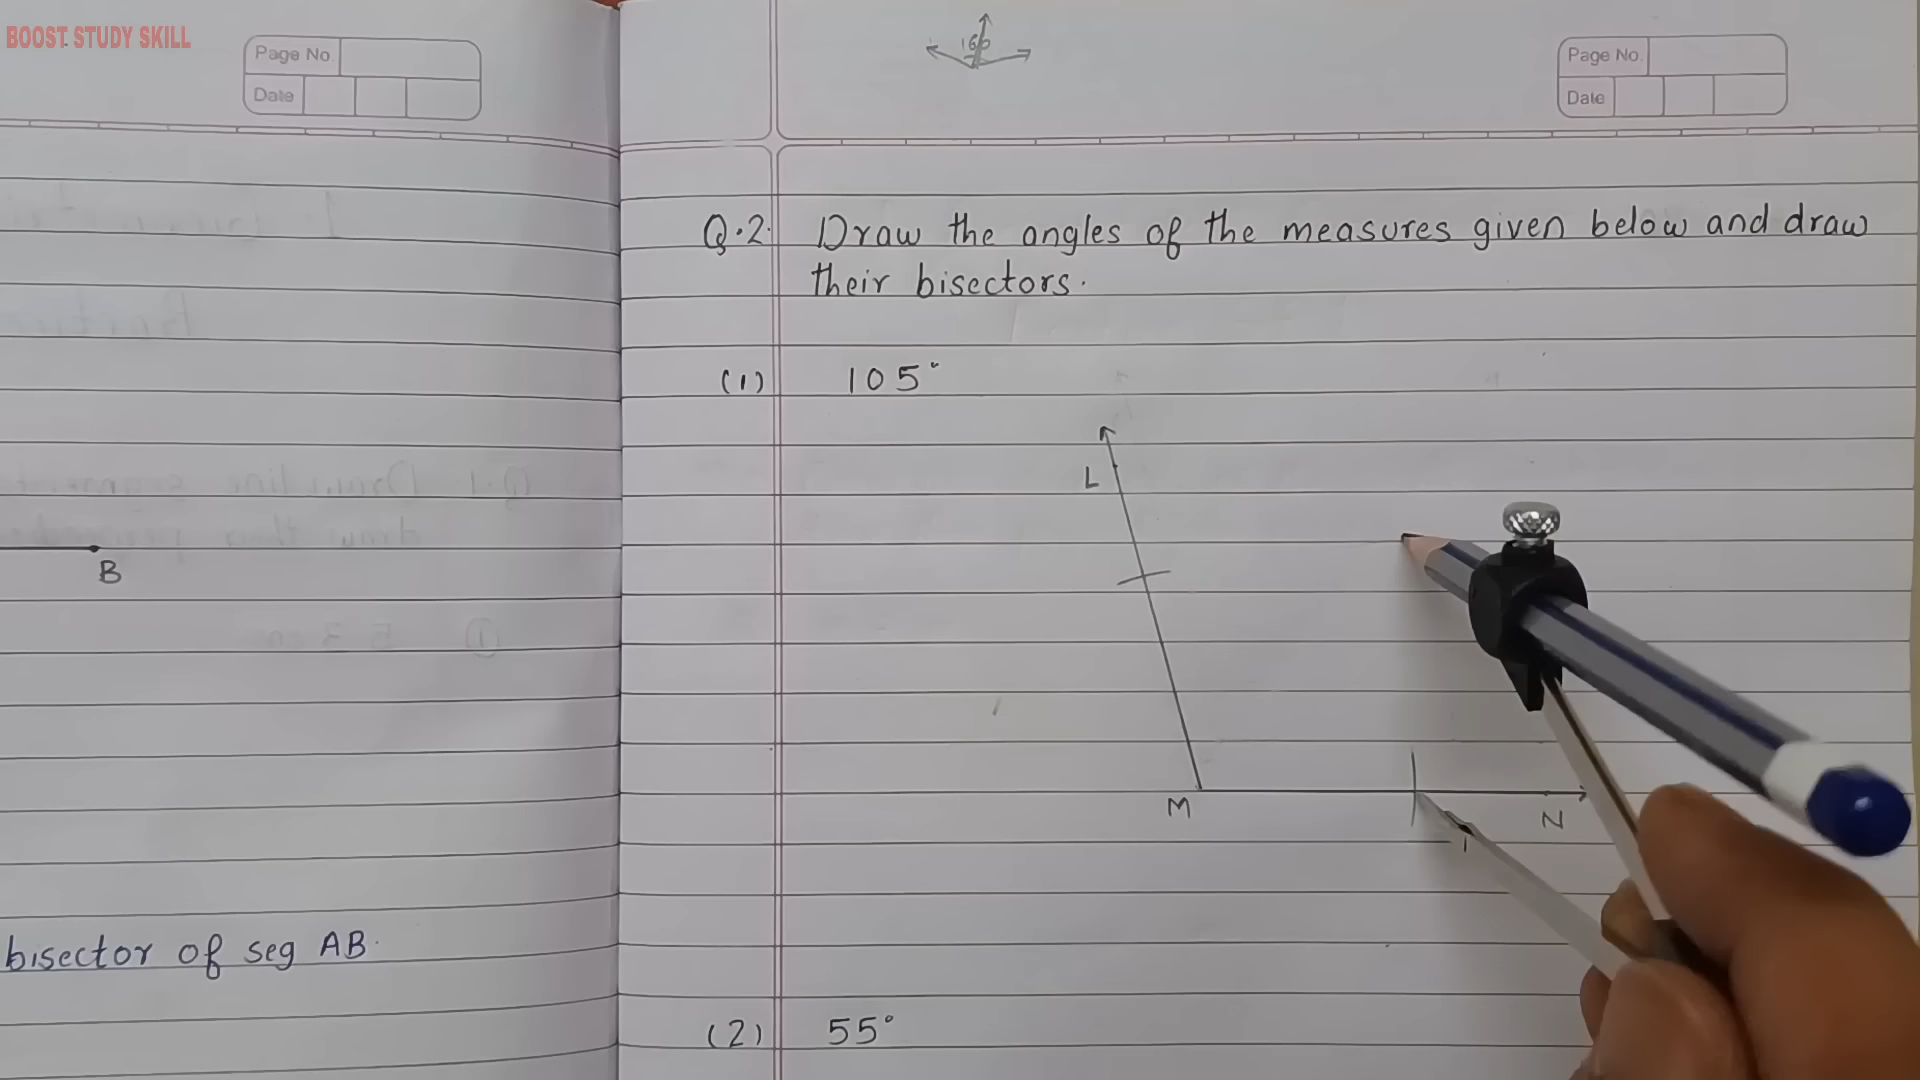 BOOST STUDY SKILL
Page No.
Date
Page No.
Date
160
Q.2. Draw the angles of the measures given below and draw
their bisectors.
(1) 105°
L
B
M
N
bisector of seg AB.
(2) 55°